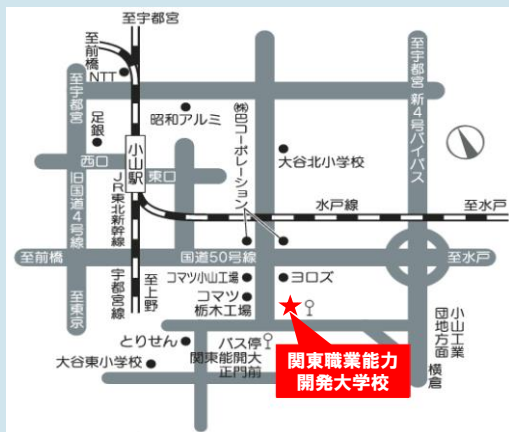 至宇都宮
至前橋
NTT
至宇都宮
足銀
昭和アルミ
㈱巴コーポレーション
大谷北小学校
至宇都宮
新4号バイパス
西口
小山駅
東口
旧国道4号線
JR東北新幹線
水戸線
至水戸
至前橋
国道50号線
至水戸
宇都宮線
至上野
至東京
コマツ小山工場
ヨロズ
コマツ
栃木工場
とりせん
大谷東小学校
バス停
関東能開大
正門前
関東職業能力
開発大学校
小山工業
団地方面
横倉